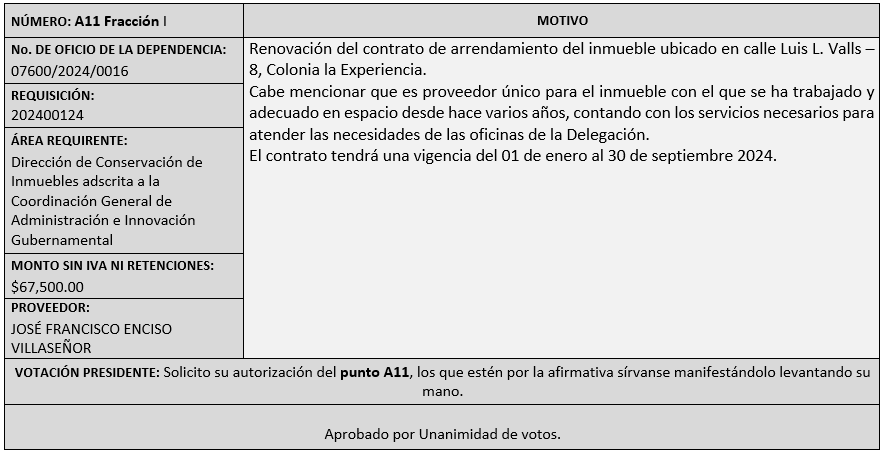 NÚMERO: A11 Fracción I
MOTIVO
No. DE OFICIO DE LA DEPENDENCIA:
07600/2024/0016
REQUISICIÓN:
202400124
ÁREA REQUIRENTE:
Dirección de Conservación de
Inmuebles adscrita a la
Coordinación General de
Administración e Innovación
Gubernamental
MONTO SIN IVA NI RETENCIONES:
$67,500.00
PROVEEDOR:
JOSÉ FRANCISCO ENCISO
VILLASEÑOR
Renovación del contrato de arrendamiento del inmueble ubicado en calle Luis L. Valls –
8, Colonia la Experiencia.
Cabe mencionar que es proveedor único para el inmueble con el que se ha trabajado y
adecuado en espacio desde hace varios años, contando con los servicios necesarios para
atender las necesidades de las oficinas de la Delegación.
El contrato tendrá una vigencia del 01 de enero al 30 de septiembre 2024.
VOTACIÓN PRESIDENTE: Solicito su autorización del punto A11, los que estén por la afirmativa sírvanse manifestándolo levantando su
mano.
Aprobado por Unanimidad de votos.